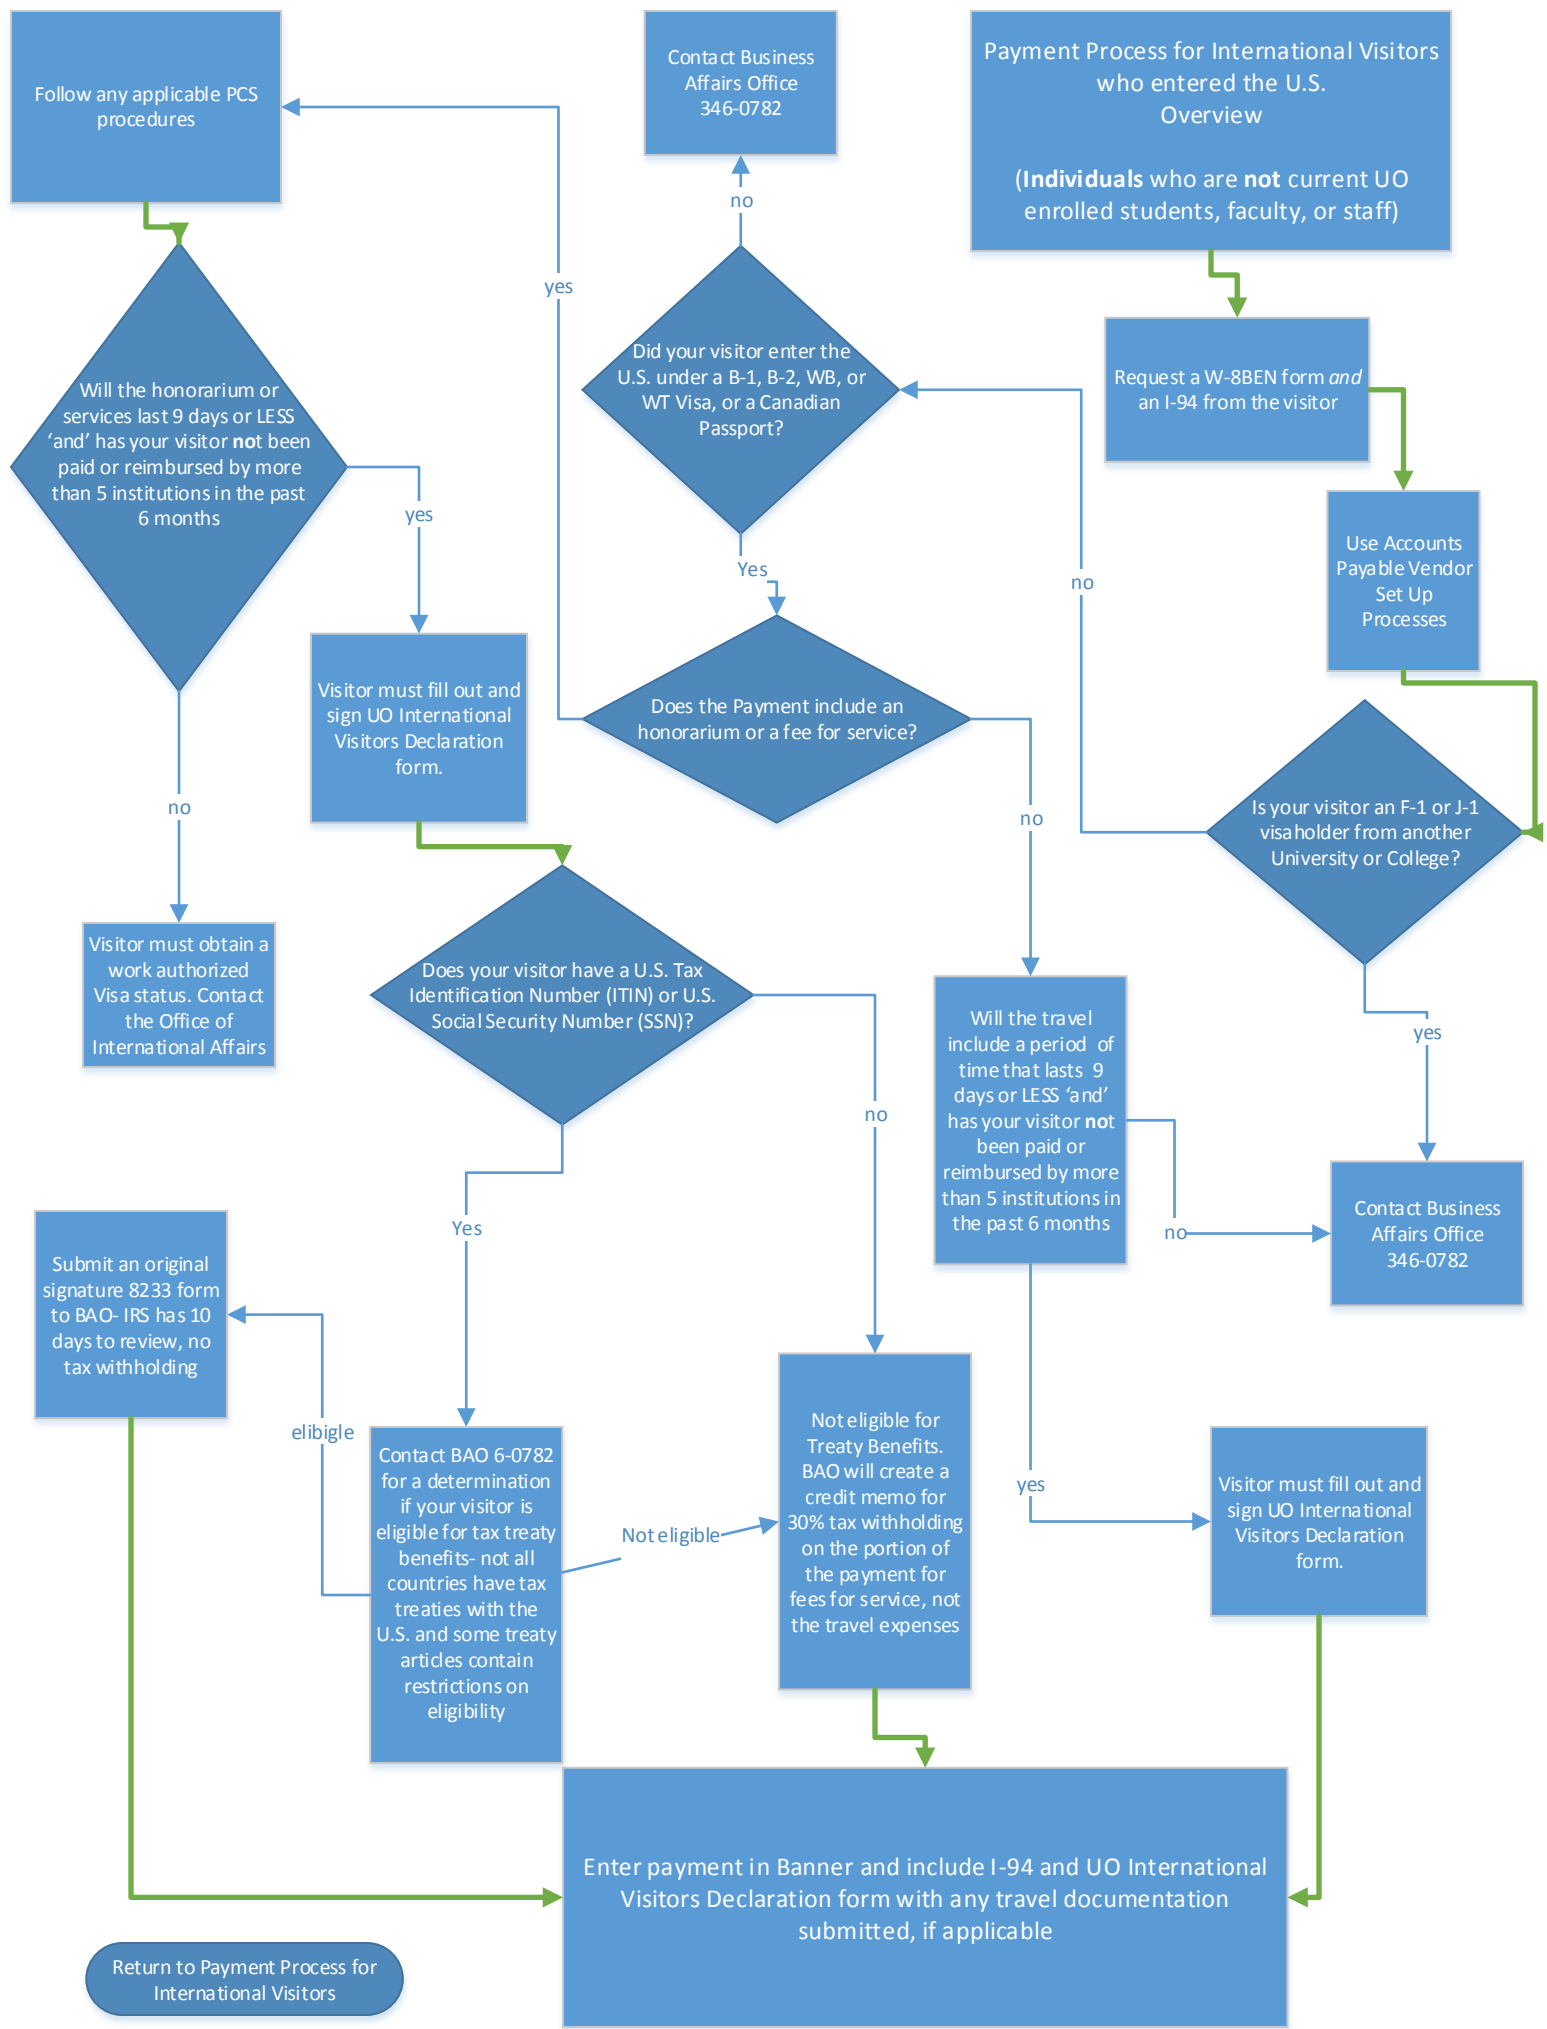 Payment Process for International Visitors
who entered the U.S.
Overview
(Individuals who are not current UO
enrolled students, faculty, or staff)
Request a W-8BEN form and
an I-94 from the visitor
Use Accounts
Payable Vendor
Set Up
Processes
Is your visitor an F-1 or J-1
visaholder from another
University or College?
no
yes
Contact Business
Affairs Office
346-0782
Did your visitor enter the
U.S. under a B-1, B-2, WB, or
WT Visa, or a Canadian
Passport?
no
Contact Business
Affairs Office
346-0782
Yes
Does the Payment include an
honorarium or a fee for service?
yes
no
Follow any applicable PCS
procedures
Will the honorarium or
services last 9 days or LESS
‘and’ has your visitor not been
paid or reimbursed by more
than 5 institutions in the past
6 months
yes
no
Visitor must obtain a
work authorized
Visa status. Contact
the Office of
International Affairs
Visitor must fill out and
sign UO International
Visitors Declaration
form.
Does your visitor have a U.S. Tax
Identification Number (ITIN) or U.S.
Social Security Number (SSN)?
Yes
no
Will the travel
include a period of
time that lasts 9
days or LESS ‘and’
has your visitor not
been paid or
reimbursed by more
than 5 institutions in
the past 6 months
no
yes
Visitor must fill out and
sign UO International
Visitors Declaration
form.
Contact BAO 6-0782
for a determination
if your visitor is
eligible for tax treaty
benefits- not all
countries have tax
treaties with the
U.S. and some treaty
articles contain
restrictions on
eligibility
elibigle
Not eligible
Submit an original
signature 8233 form
to BAO- IRS has 10
days to review, no
tax withholding
Not eligible for
Treaty Benefits.
BAO will create a
credit memo for
30% tax withholding
on the portion of
the payment for
fees for service, not
the travel expenses
Enter payment in Banner and include I-94 and UO International
Visitors Declaration form with any travel documentation
submitted, if applicable
Return to Payment Process for
International Visitors